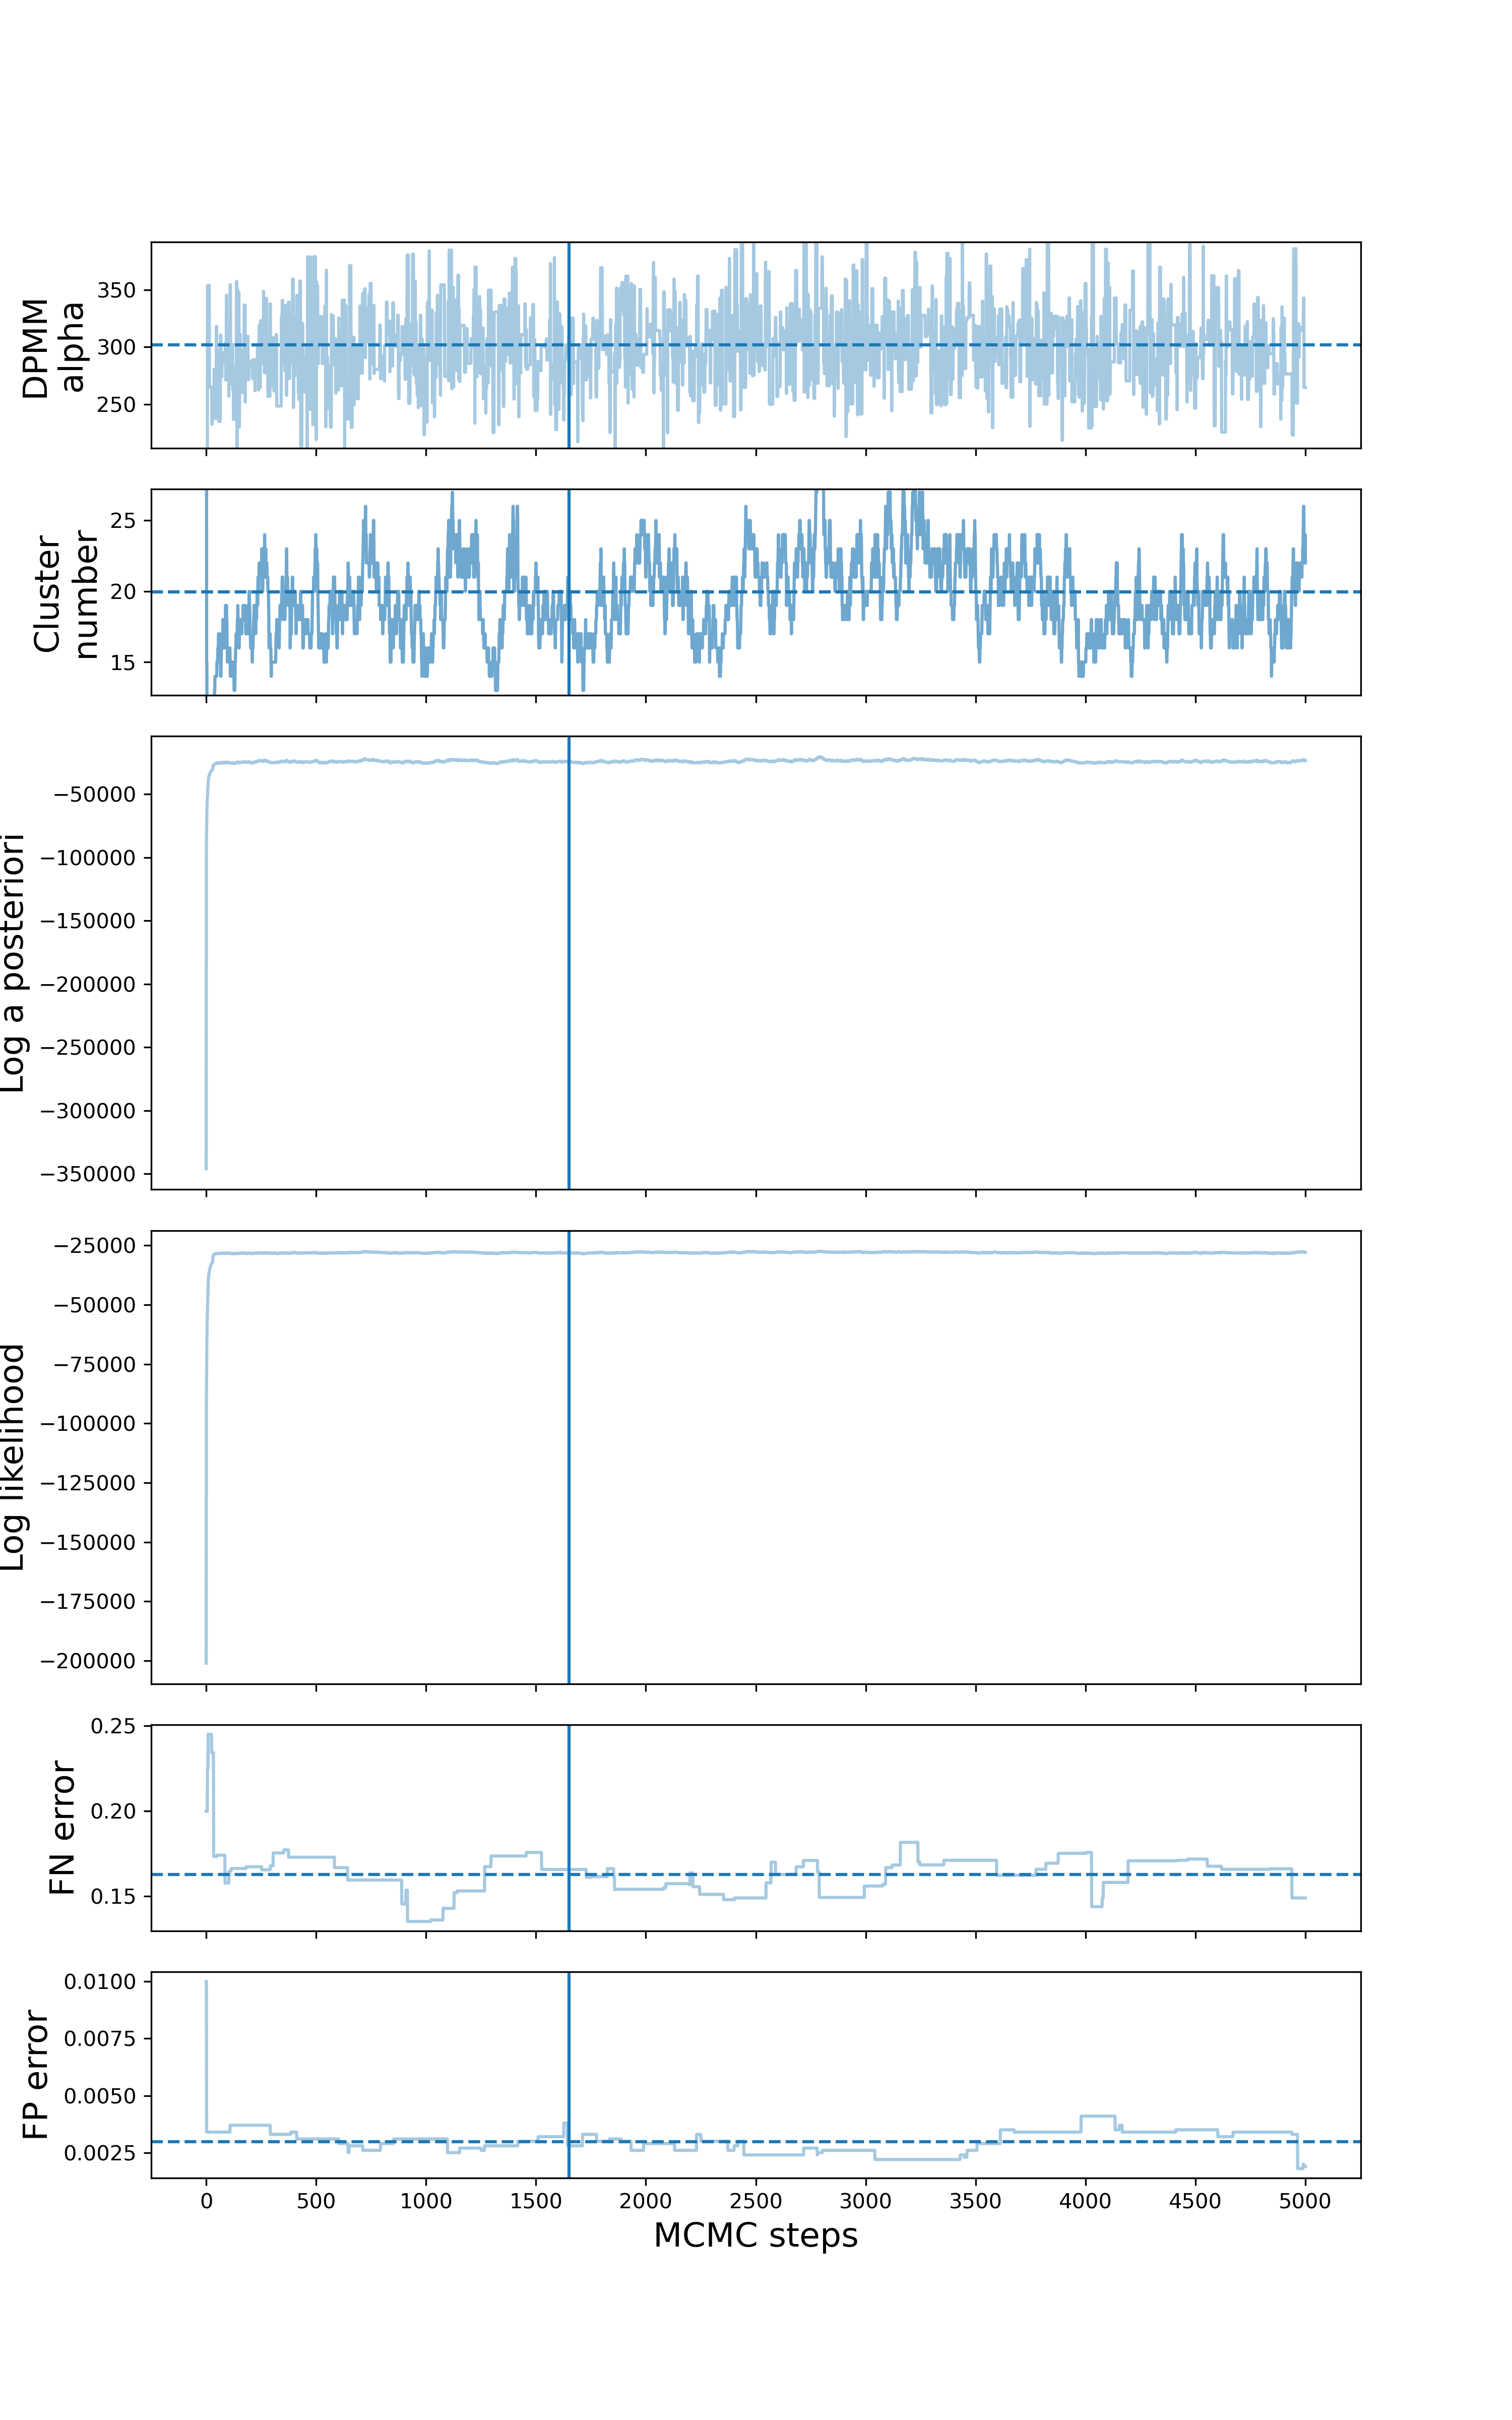 DPMM
alpha
350
300
250
Cluster
number
25
20
15
Log a posteriori
−50000
−100000
−150000
−200000
−250000
−300000
−350000
Log likelihood
−25000
−50000
−75000
−100000
−125000
−150000
−175000
−200000
FN error
0.25
0.20
0.15
FP error
0.0100
0.0075
0.0050
0.0025
0 500 1000 1500 2000 2500 3000 3500 4000 4500 5000
MCMC steps